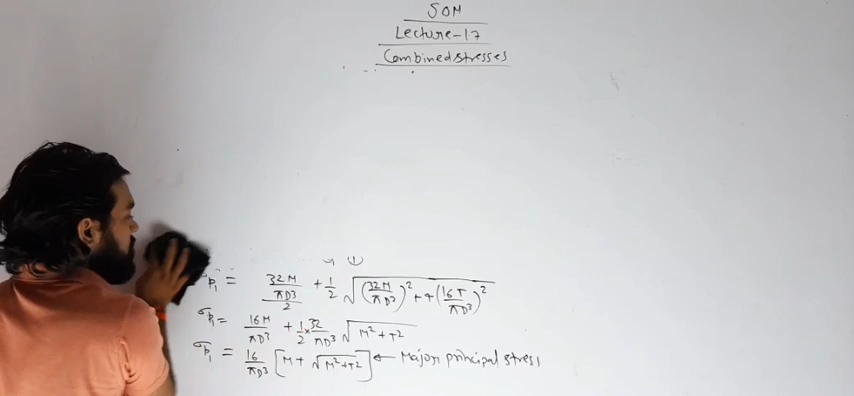 SOM
Lecture-17
Combined stresses
①
σp₁ = (32M/πD³)/2 + 1/2 √((32M/πD³)² + 4(16T/πD³)²)
σp₁ = 16M/πD³ + 1/2 × 32/πD³ √(M²+T²)
σp₁ = 16/πD³ [M + √(M²+T²)] ← Major principal stress